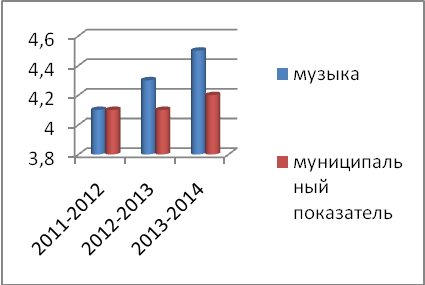 4,6
4,4
4,2
4
3,8
2011-2012
2012-2013
2013-2014
музыка
муниципаль
ный
показатель